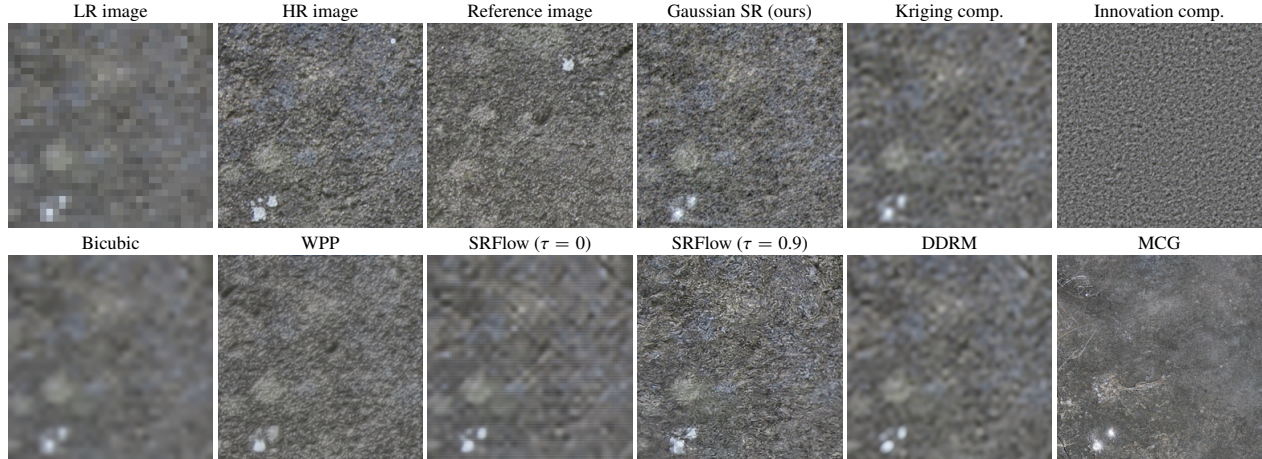 LR image HR image Reference image Gaussian SR (ours) Kriging comp. Innovation comp.
Bicubic WPP SRFlow (τ = 0) SRFlow (τ = 0.9) DDRM MCG